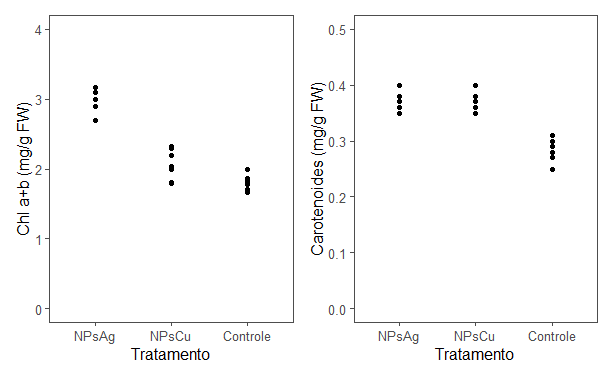 Chl a+b (mg/g FW)
4
3
2
1
0
NPsAg NPsCu Controle
Tratamento
Carotenoides (mg/g FW)
0.5
0.4
0.3
0.2
0.1
0.0
NPsAg NPsCu Controle
Tratamento